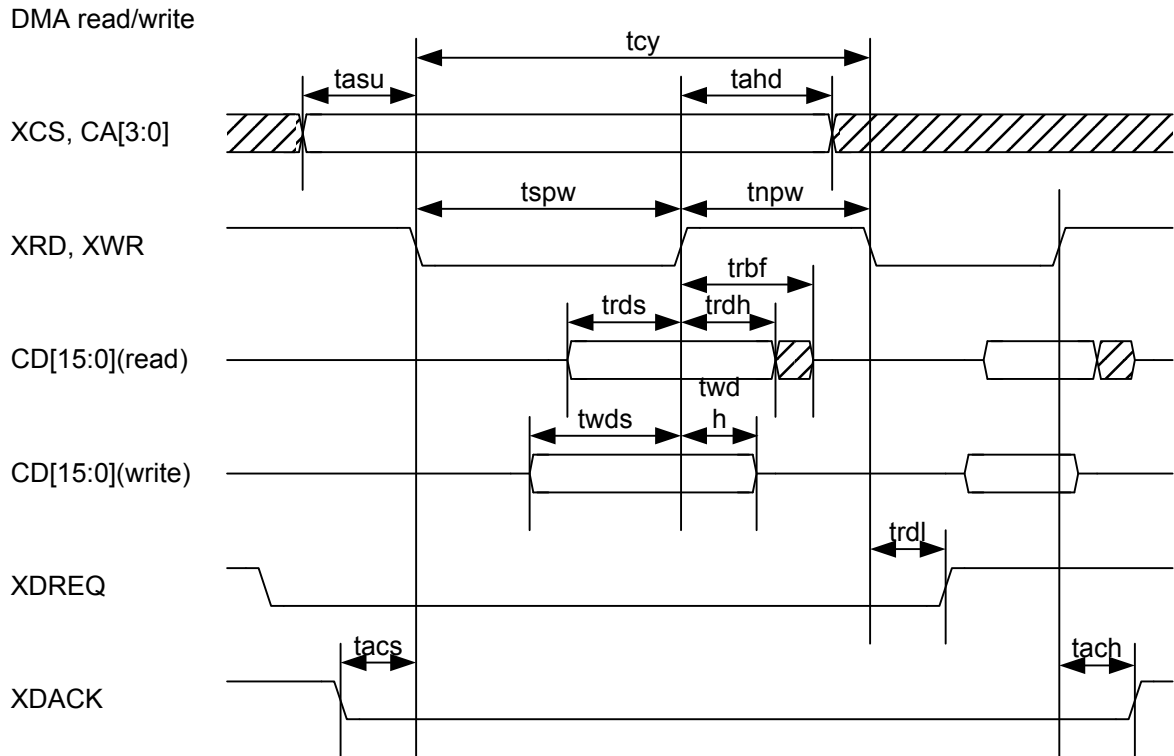 DMA read/write
tcy
tasu
tahd
XCS, CA[3:0]
tspw
tnpw
XRD, XWR
trbf
trds
trdh
CD[15:0](read)
twd
twds
h
CD[15:0](write)
trdl
XDREQ
tacs
tach
XDACK